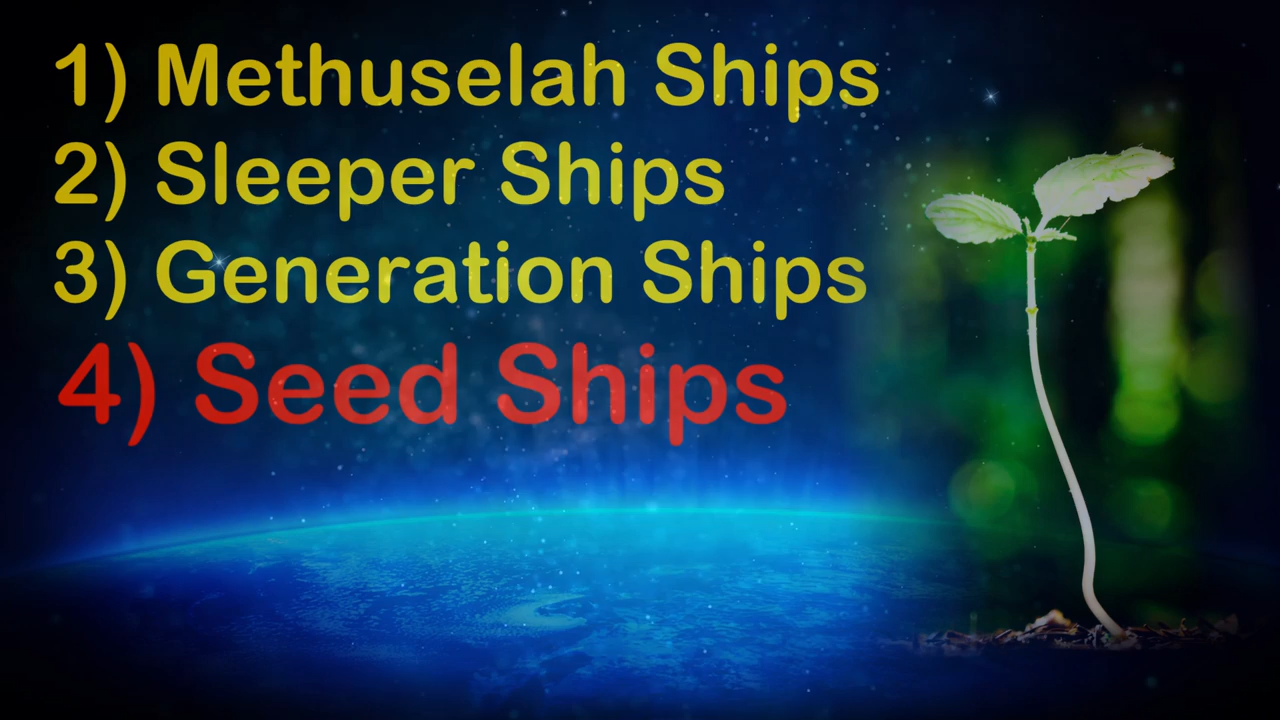 1) Methuselah Ships
2) Sleeper Ships
3) Generation Ships
4) Seed Ships